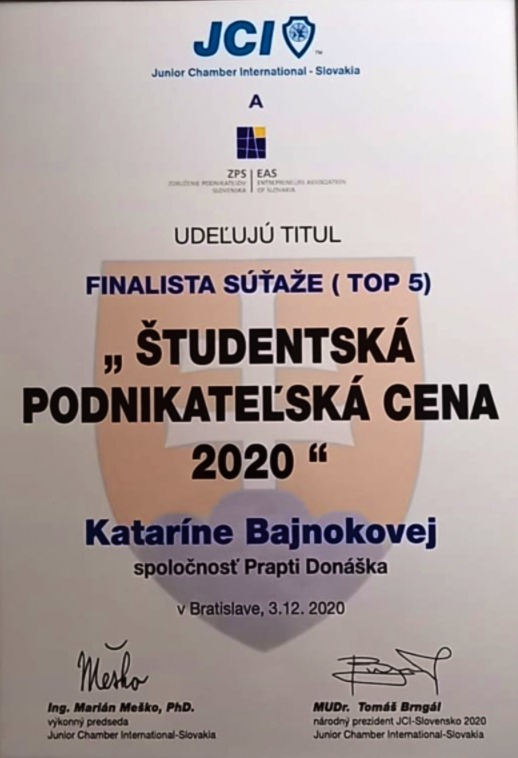 JCI
™
Junior Chamber International - Slovakia
A
ZPS | EAS
ZDRUŽENIE PODNIKATEĽOV | ENTREPRENEURS ASSOCIATION
SLOVENSKA | OF SLOVAKIA
UDEĽUJÚ TITUL
FINALISTA SÚŤAŽE ( TOP 5)
„ ŠTUDENTSKÁ
PODNIKATEĽSKÁ CENA
2020 “
Kataríne Bajnokovej
spoločnosť Prapti Donáška
v Bratislave, 3.12. 2020
Meško
Ing. Marián Meško, PhD.
výkonný predseda
Junior Chamber International-Slovakia
MUDr. Tomáš Brngál
národný prezident JCI-Slovensko 2020
Junior Chamber International-Slovakia